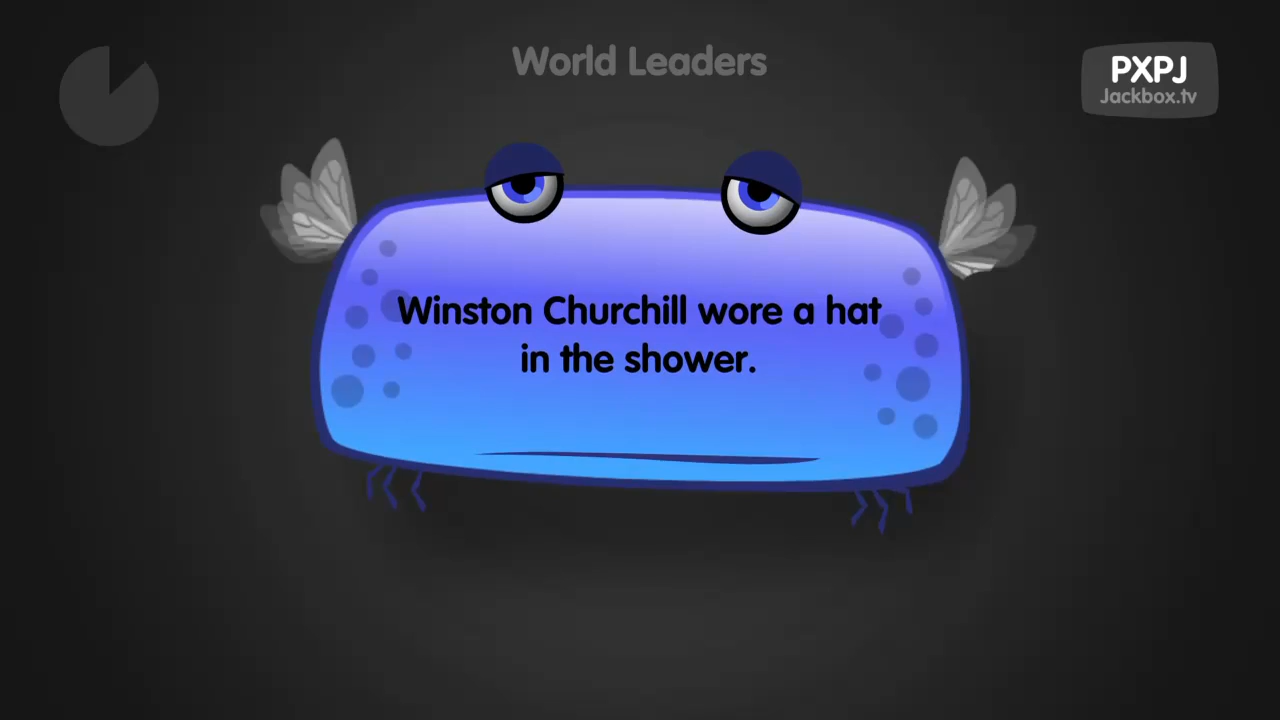 World Leaders
PXPJ
Jackbox.tv
Winston Churchill wore a hat
in the shower.